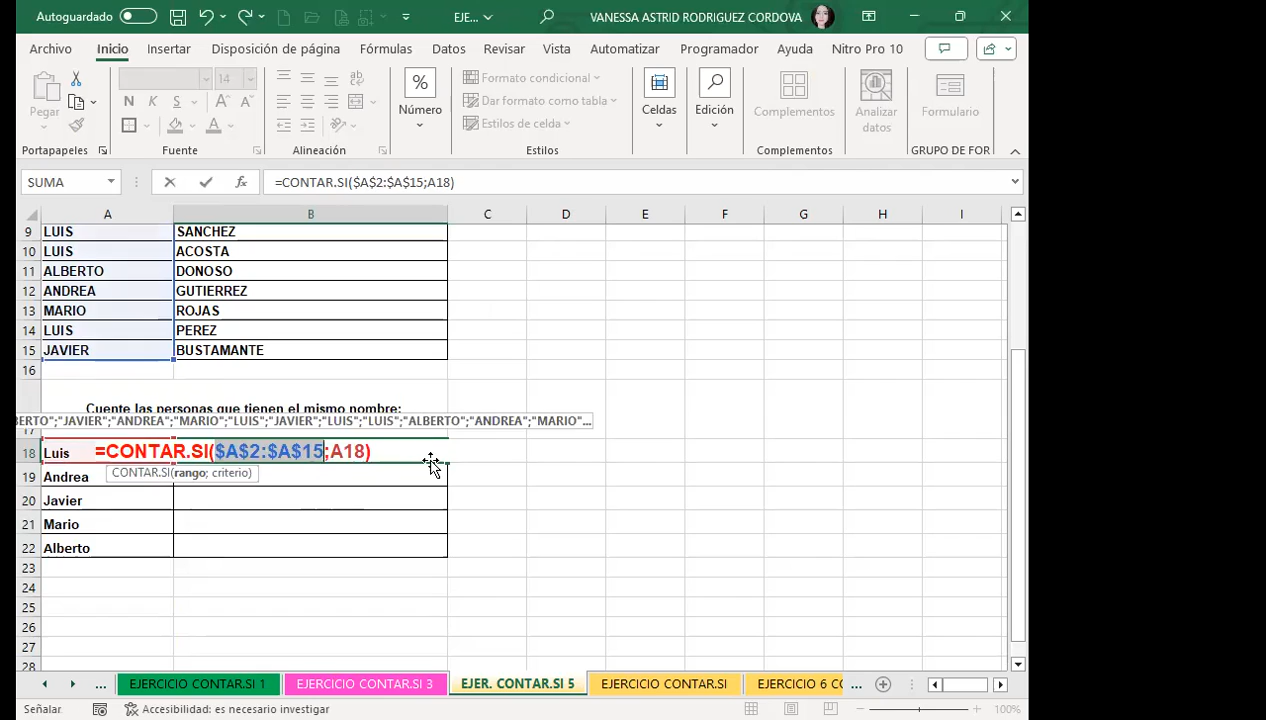 Autoguardado
EJE...
VANESSA ASTRID RODRIGUEZ CORDOVA
Archivo Inicio Insertar Disposición de página Fórmulas Datos Revisar Vista Automatizar Programador Ayuda Nitro Pro 10
Pegar
14
N K S A A
A
ab
%
Número
Formato condicional
Dar formato como tabla
Estilos de celda
Celdas
Edición
Complementos
Analizar
datos
Formulario
Portapapeles Fuente Alineación Estilos Complementos GRUPO DE FOR
SUMA fx =CONTAR.SI($A$2:$A$15;A18)
A B C D E F G H I
9 LUIS SANCHEZ
10 LUIS ACOSTA
11 ALBERTO DONOSO
12 ANDREA GUTIERREZ
13 MARIO ROJAS
14 LUIS PEREZ
15 JAVIER BUSTAMANTE
16
Cuente las personas que tienen el mismo nombre:
BERTO";"JAVIER";"ANDREA";"MARIO";"LUIS";"JAVIER";"LUIS";"LUIS";"ALBERTO";"ANDREA";"MARIO"...
17
18 Luis =CONTAR.SI($A$2:$A$15;A18)
CONTAR.SI(rango; criterio)
19 Andrea
20 Javier
21 Mario
22 Alberto
23
24
25
26
27
28
... EJERCICIO CONTAR.SI 1 EJERCICIO CONTAR.SI 3 EJER. CONTAR.SI 5 EJERCICIO CONTAR.SI EJERCICIO 6 CO ...
Señalar Accesibilidad: es necesario investigar 100%